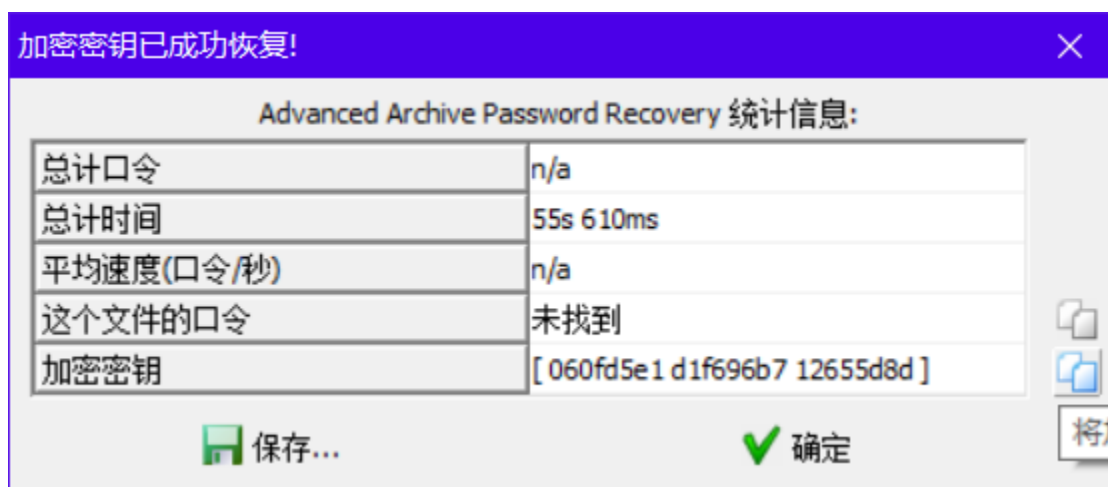 加密密钥已成功恢复!
Advanced Archive Password Recovery 统计信息:
总计口令 n/a
总计时间 55s 610ms
平均速度(口令/秒) n/a
这个文件的口令 未找到
加密密钥 [ 060fd5e1 d1f696b7 12655d8d ]
保存... 确定
将